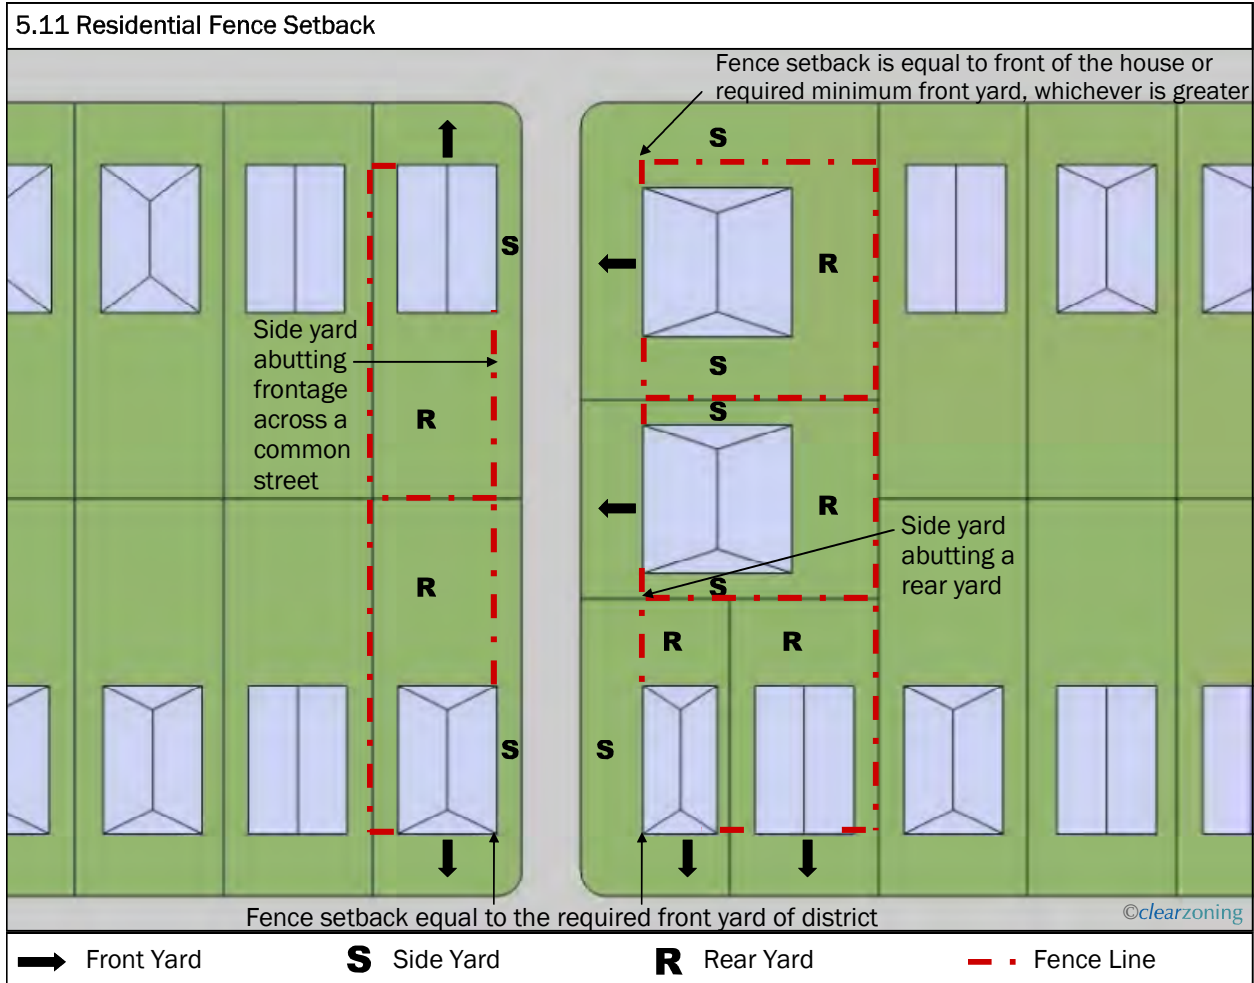 5.11 Residential Fence Setback
Fence setback is equal to front of the house or
required minimum front yard, whichever is greater
S
S
R
Side yard
abutting
frontage
across a
common
street
S
R
S
R
Side yard
abutting a
rear yard
R
S
R
R
S
S
Fence setback equal to the required front yard of district
©clearzoning
Front Yard
S Side Yard
R Rear Yard
Fence Line